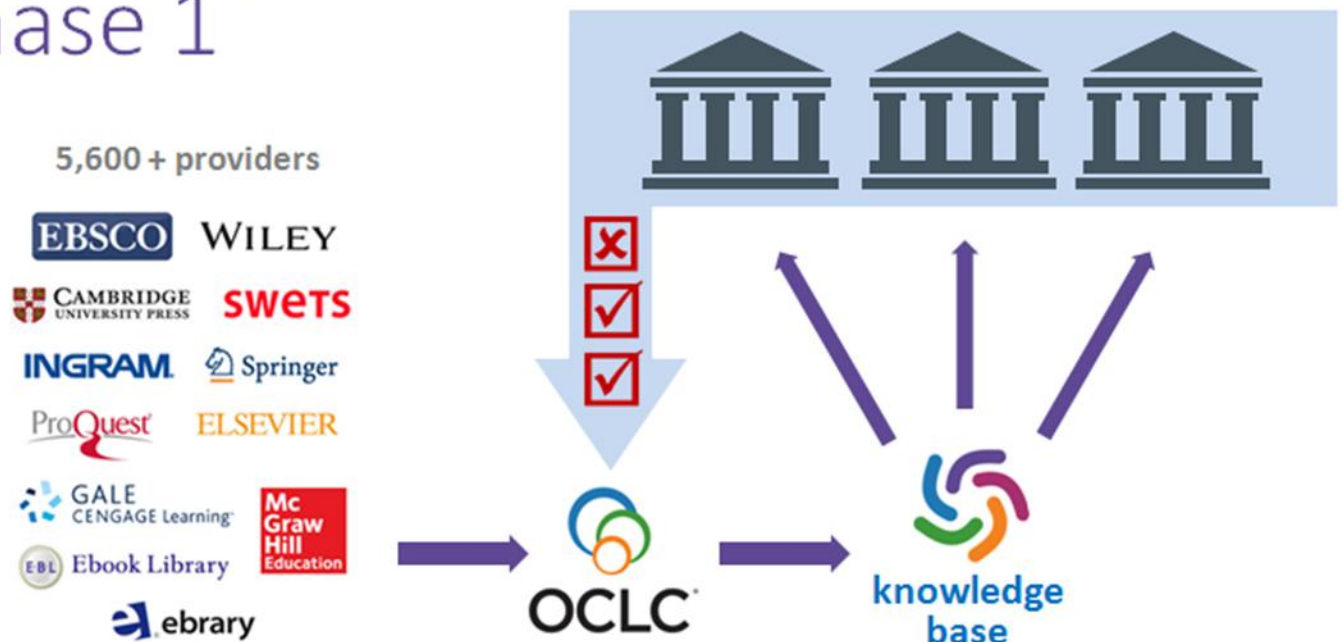 ase 1
5,600 + providers
EBSCO WILEY
CAMBRIDGE
UNIVERSITY PRESS
swets
INGRAM Springer
ProQuest ELSEVIER
GALE
CENGAGE Learning
Mc
Graw
Hill
Education
EBL Ebook Library
e ebrary
OCLC
knowledge
base